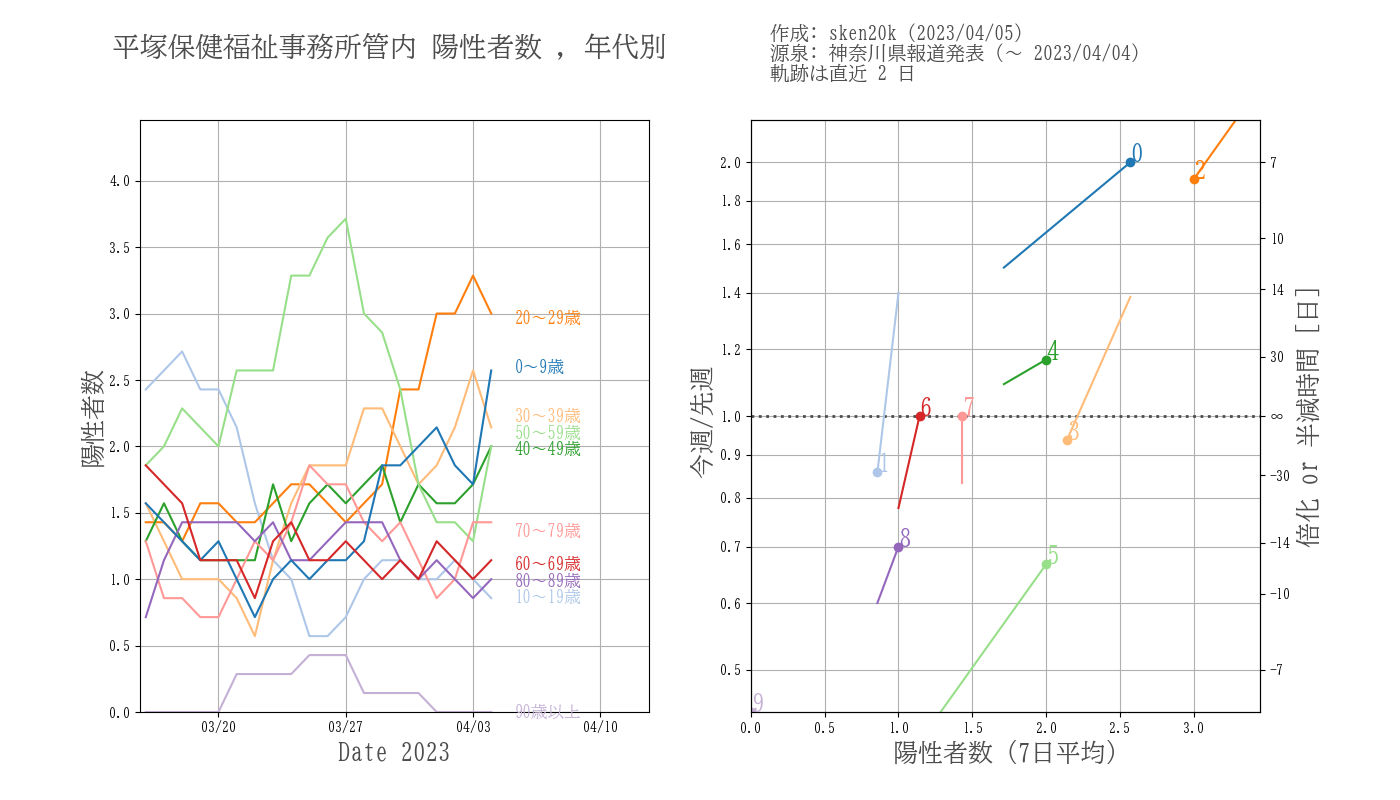 平塚保健福祉事務所管内 陽性者数 , 年代別
作成: sken20k (2023/04/05)
源泉: 神奈川県報道発表 (〜 2023/04/04)
軌跡は直近 2 日
陽性者数
4.0
3.5
3.0
2.5
2.0
1.5
1.0
0.5
0.0
20〜29歳
0〜9歳
30〜39歳
50〜59歳
40〜49歳
70〜79歳
60〜69歳
80〜89歳
10〜19歳
90歳以上
03/20
03/27
04/03
04/10
Date 2023
今週/先週
2.0
1.8
1.6
1.4
1.2
1.0
0.9
0.8
0.7
0.6
0.5
0
2
4
6
7
3
1
8
5
9
0.0
0.5
1.0
1.5
2.0
2.5
3.0
陽性者数 (7日平均)
7
10
14
30
∞
-30
-14
-10
-7
倍化 or 半減時間 [日]